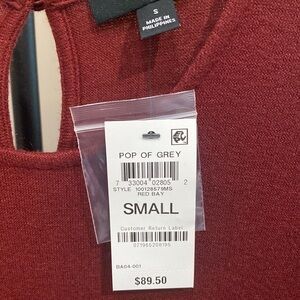 S
MADE IN
PHILIPPINES
POP OF GREY
7 33004 02805 2
STYLE 100128579MS
RED BAY
SMALL
Customer Return Label
BA04-001
$89.50